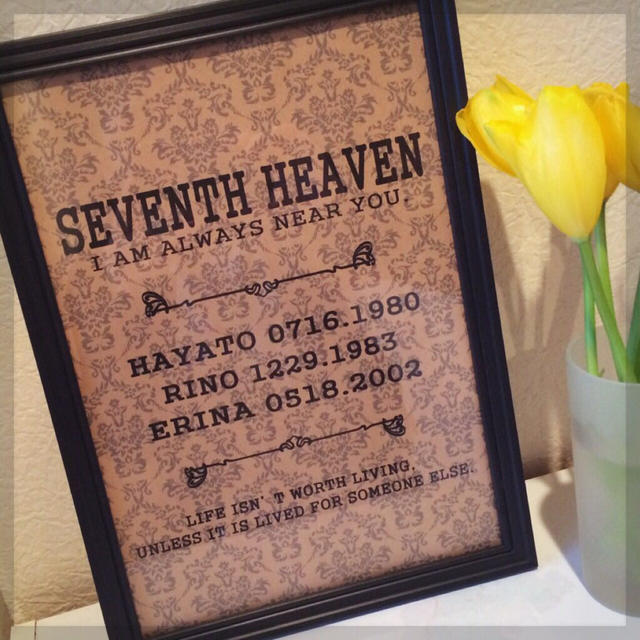 SEVENTH HEAVEN
I AM ALWAYS NEAR YOU.
HAYATO 0716.1980
RINO 1229.1983
ERINA 0518.2002
LIFE ISN' T WORTH LIVING,
UNLESS IT IS LIVED FOR SOMEONE ELSE.